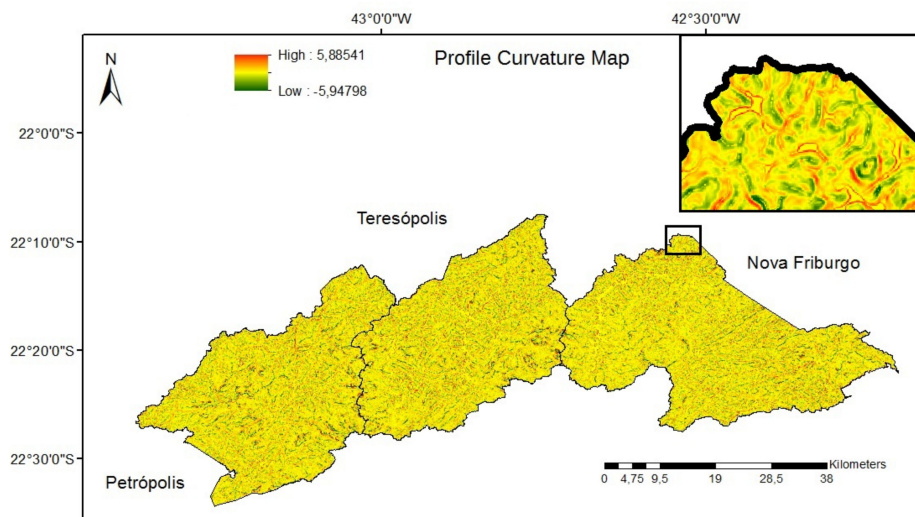 43°0'0"W
42°30'0"W
High : 5,88541
Low : -5,94798
Profile Curvature Map
N
22°0'0"S
Teresópolis
22°10'0"S
Nova Friburgo
22°20'0"S
22°30'0"S
Petrópolis
Kilometers
0 4,75 9,5 19 28,5 38